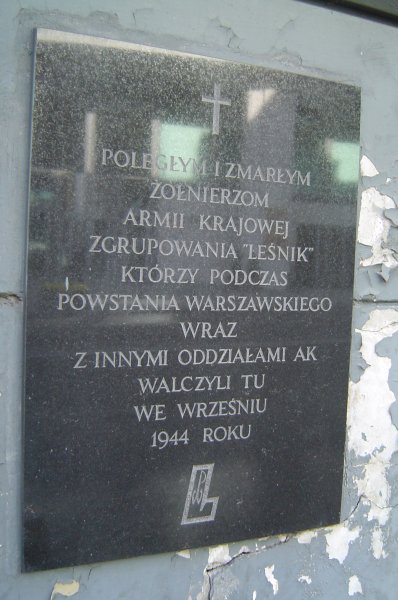 POLEGŁYM I ZMARŁYM
ŻOŁNIERZOM
ARMII KRAJOWEJ
ZGRUPOWANIA "LEŚNIK"
KTÓRZY PODCZAS
POWSTANIA WARSZAWSKIEGO
WRAZ
Z INNYMI ODDZIAŁAMI AK
WALCZYLI TU
WE WRZEŚNIU
1944 ROKU